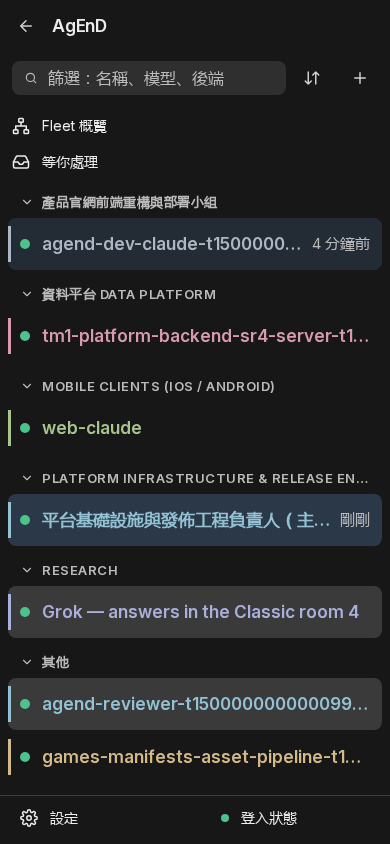 AgEnD
篩選：名稱、模型、後端
Fleet 概覽
等你處理
產品官網前端重構與部署小組
agend-dev-claude-t1500000... 4 分鐘前
資料平台 DATA PLATFORM
tm1-platform-backend-sr4-server-t1...
MOBILE CLIENTS (IOS / ANDROID)
web-claude
PLATFORM INFRASTRUCTURE & RELEASE EN...
平台基礎設施與發佈工程負責人 ( 主... 剛剛
RESEARCH
Grok — answers in the Classic room 4
其他
agend-reviewer-t150000000000099...
games-manifests-asset-pipeline-t1...
設定 登入狀態